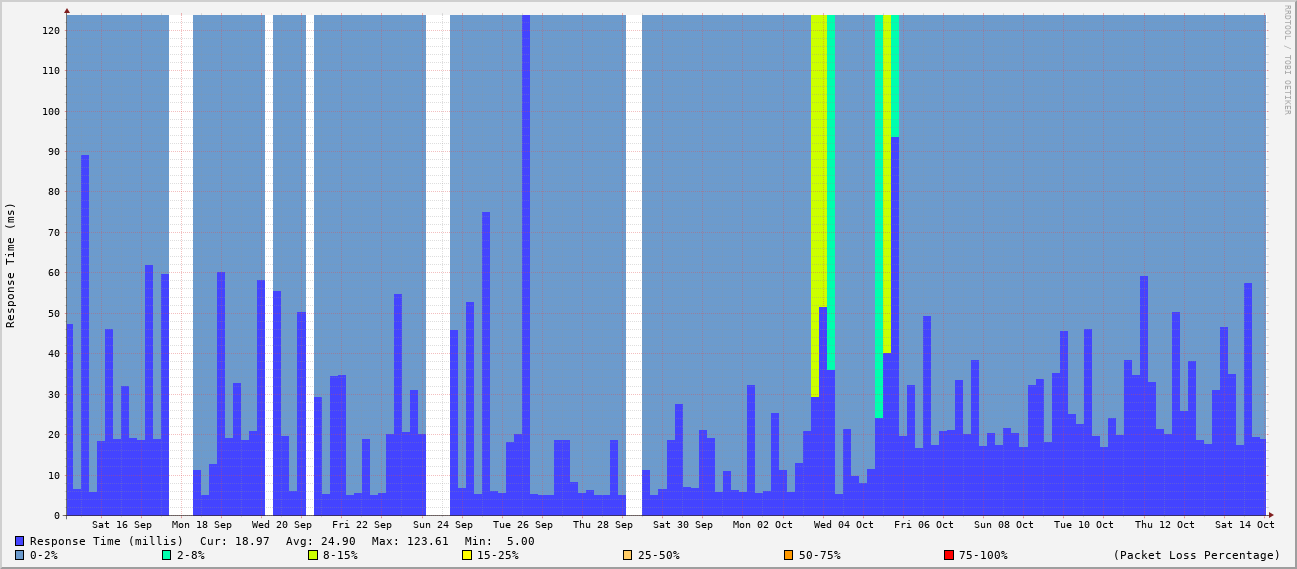 RRDTOOL / TOBI OETIKER
Response Time (ms)
120
110
100
90
80
70
60
50
40
30
20
10
0
Sat 16 Sep Mon 18 Sep Wed 20 Sep Fri 22 Sep Sun 24 Sep Tue 26 Sep Thu 28 Sep Sat 30 Sep Mon 02 Oct Wed 04 Oct Fri 06 Oct Sun 08 Oct Tue 10 Oct Thu 12 Oct Sat 14 Oct
Response Time (millis) Cur: 18.97 Avg: 24.90 Max: 123.61 Min: 5.00
0-2% 2-8% 8-15% 15-25% 25-50% 50-75% 75-100% (Packet Loss Percentage)